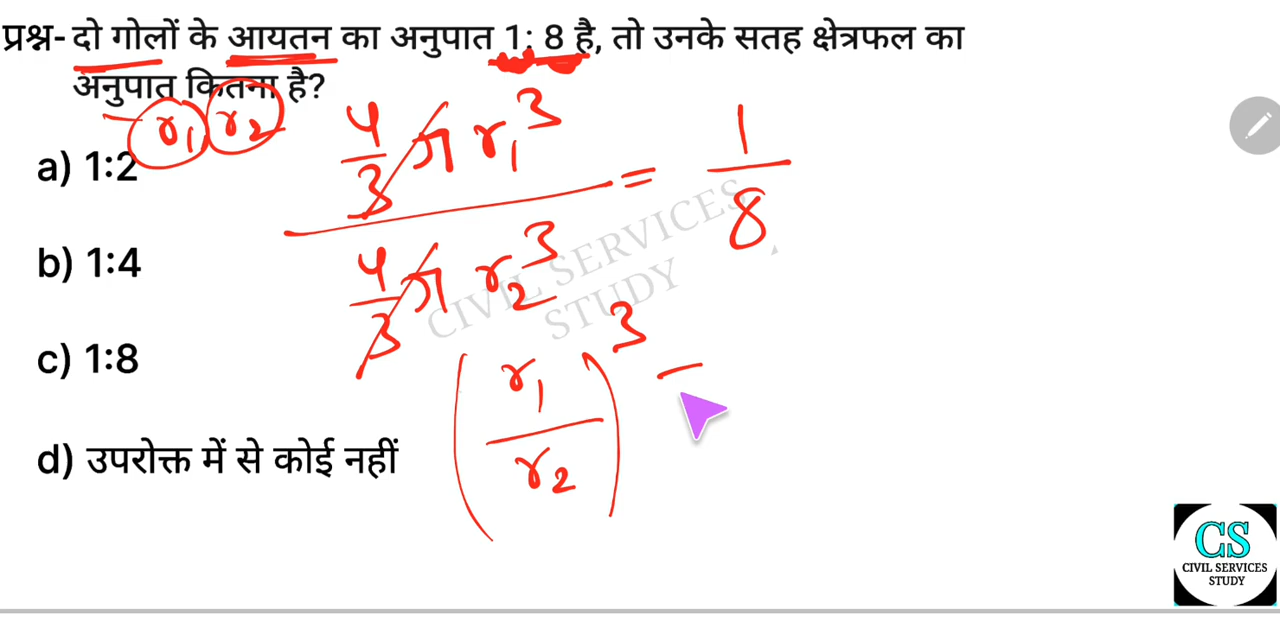 प्रश्न- दो गोलों के आयतन का अनुपात 1: 8 है, तो उनके सतह क्षेत्रफल का
अनुपात कितना है?
r₁ r₂
a) 1:2
b) 1:4
c) 1:8
d) उपरोक्त में से कोई नहीं
4/3 π r₁³
4/3 π r₂³
= 1/8
(r₁/r₂)³ =
CIVIL SERVICES
STUDY
CS
CIVIL SERVICES
STUDY